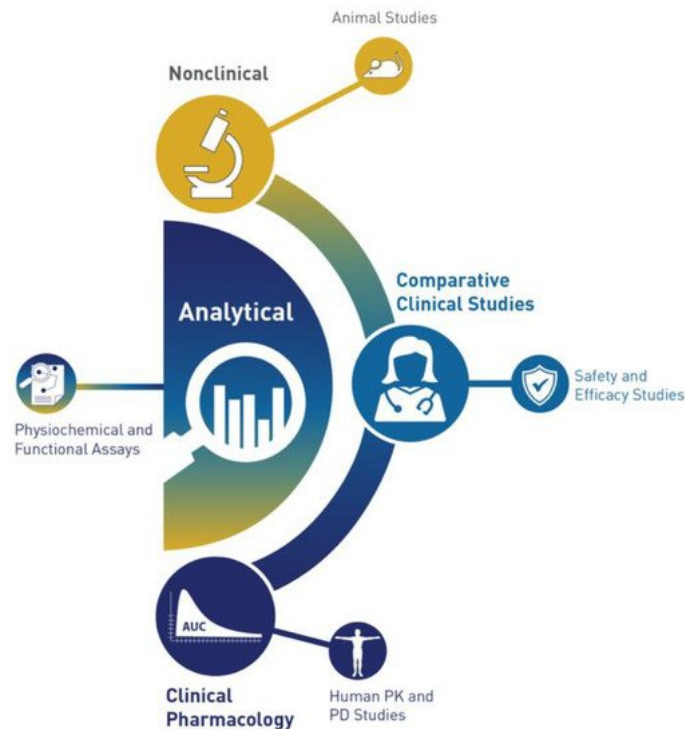 Animal Studies
Nonclinical
Comparative
Clinical Studies
Analytical
Safety and
Efficacy Studies
Physiochemical and
Functional Assays
AUC
Clinical
Pharmacology
Human PK and
PD Studies